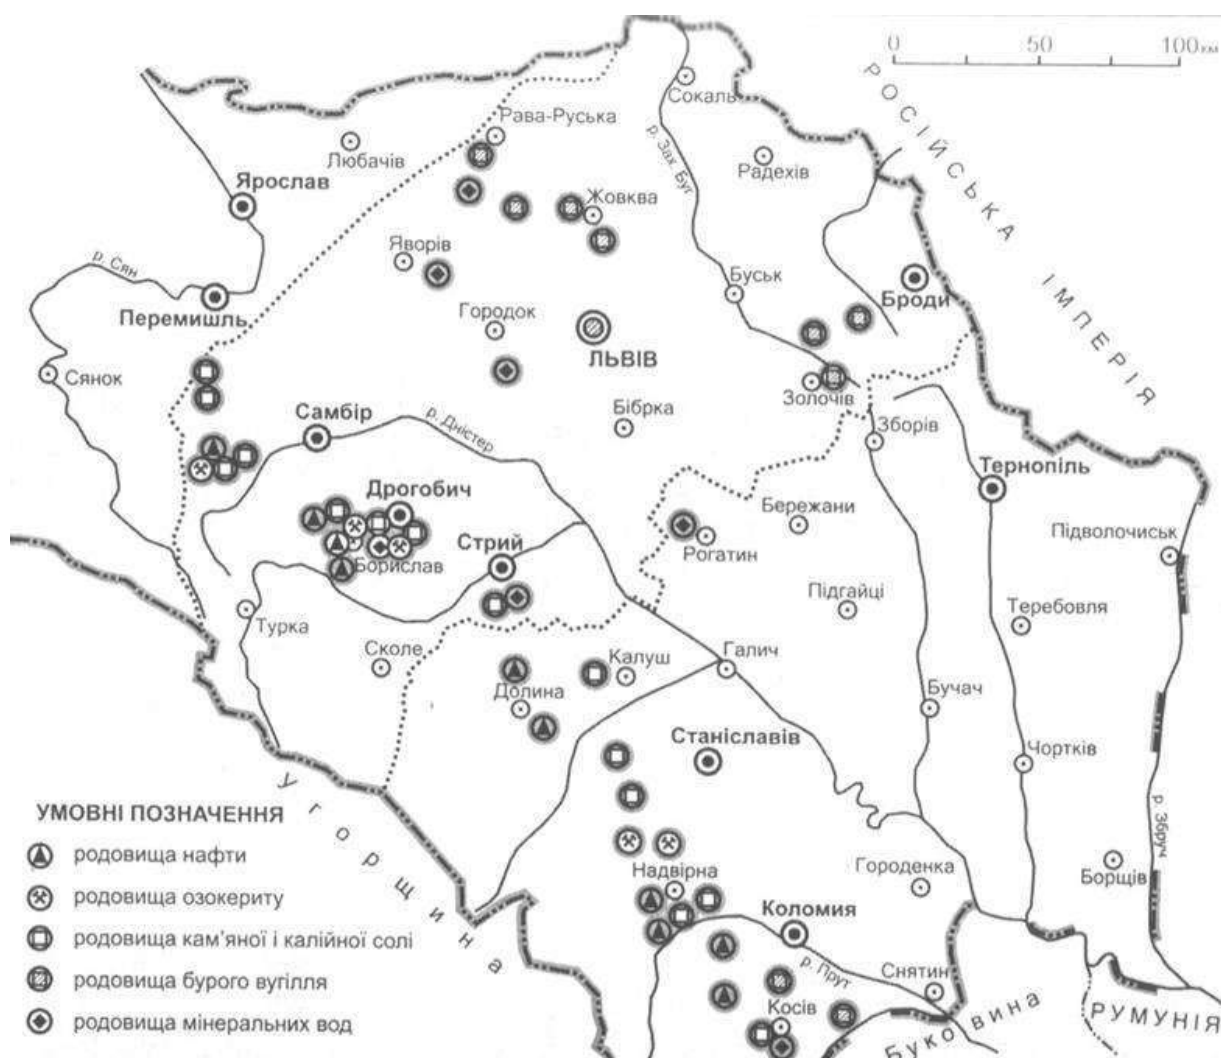 0 50 100 км
РОСІЙСЬКА ІМПЕРІЯ
Сокаль
Рава-Руська
р. Зах. Буг
Любачів
Радехів
Ярослав
Жовква
Яворів
р. Сян
Буськ
Броди
Перемишль
Городок
ЛЬВІВ
Сянок
Золочів
Самбір
р. Дністер
Бібрка
Зборів
Тернопіль
Дрогобич
Бережани
Підволочиськ
Рогатин
Стрий
Борислав
Підгайці
Теребовля
Турка
Сколе
Калуш
Галич
Долина
Бучач
Станіславів
Чортків
Угорщина
УМОВНІ ПОЗНАЧЕННЯ
родовища нафти
родовища озокериту
родовища кам’яної і калійної солі
родовища бурого вугілля
родовища мінеральних вод
р. Збруч
Надвірна
Городенка
Борщів
Коломия
р. Прут
Снятин
Косів
Буковина
РУМУНІЯ